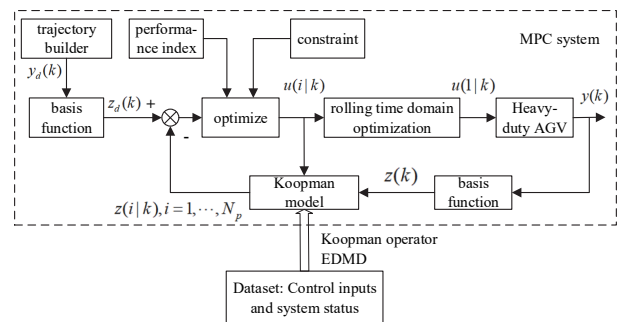 trajectory
builder
performa-
nce index
constraint
MPC system
y_d(k)
z_d(k) +
u(i|k)
u(1|k)
y(k)
basis
function
optimize
rolling time domain
optimization
Heavy-
duty AGV
-
Koopman
model
z(k)
basis
function
z(i|k), i = 1, ⋯, N_p
Koopman operator
EDMD
Dataset: Control inputs
and system status